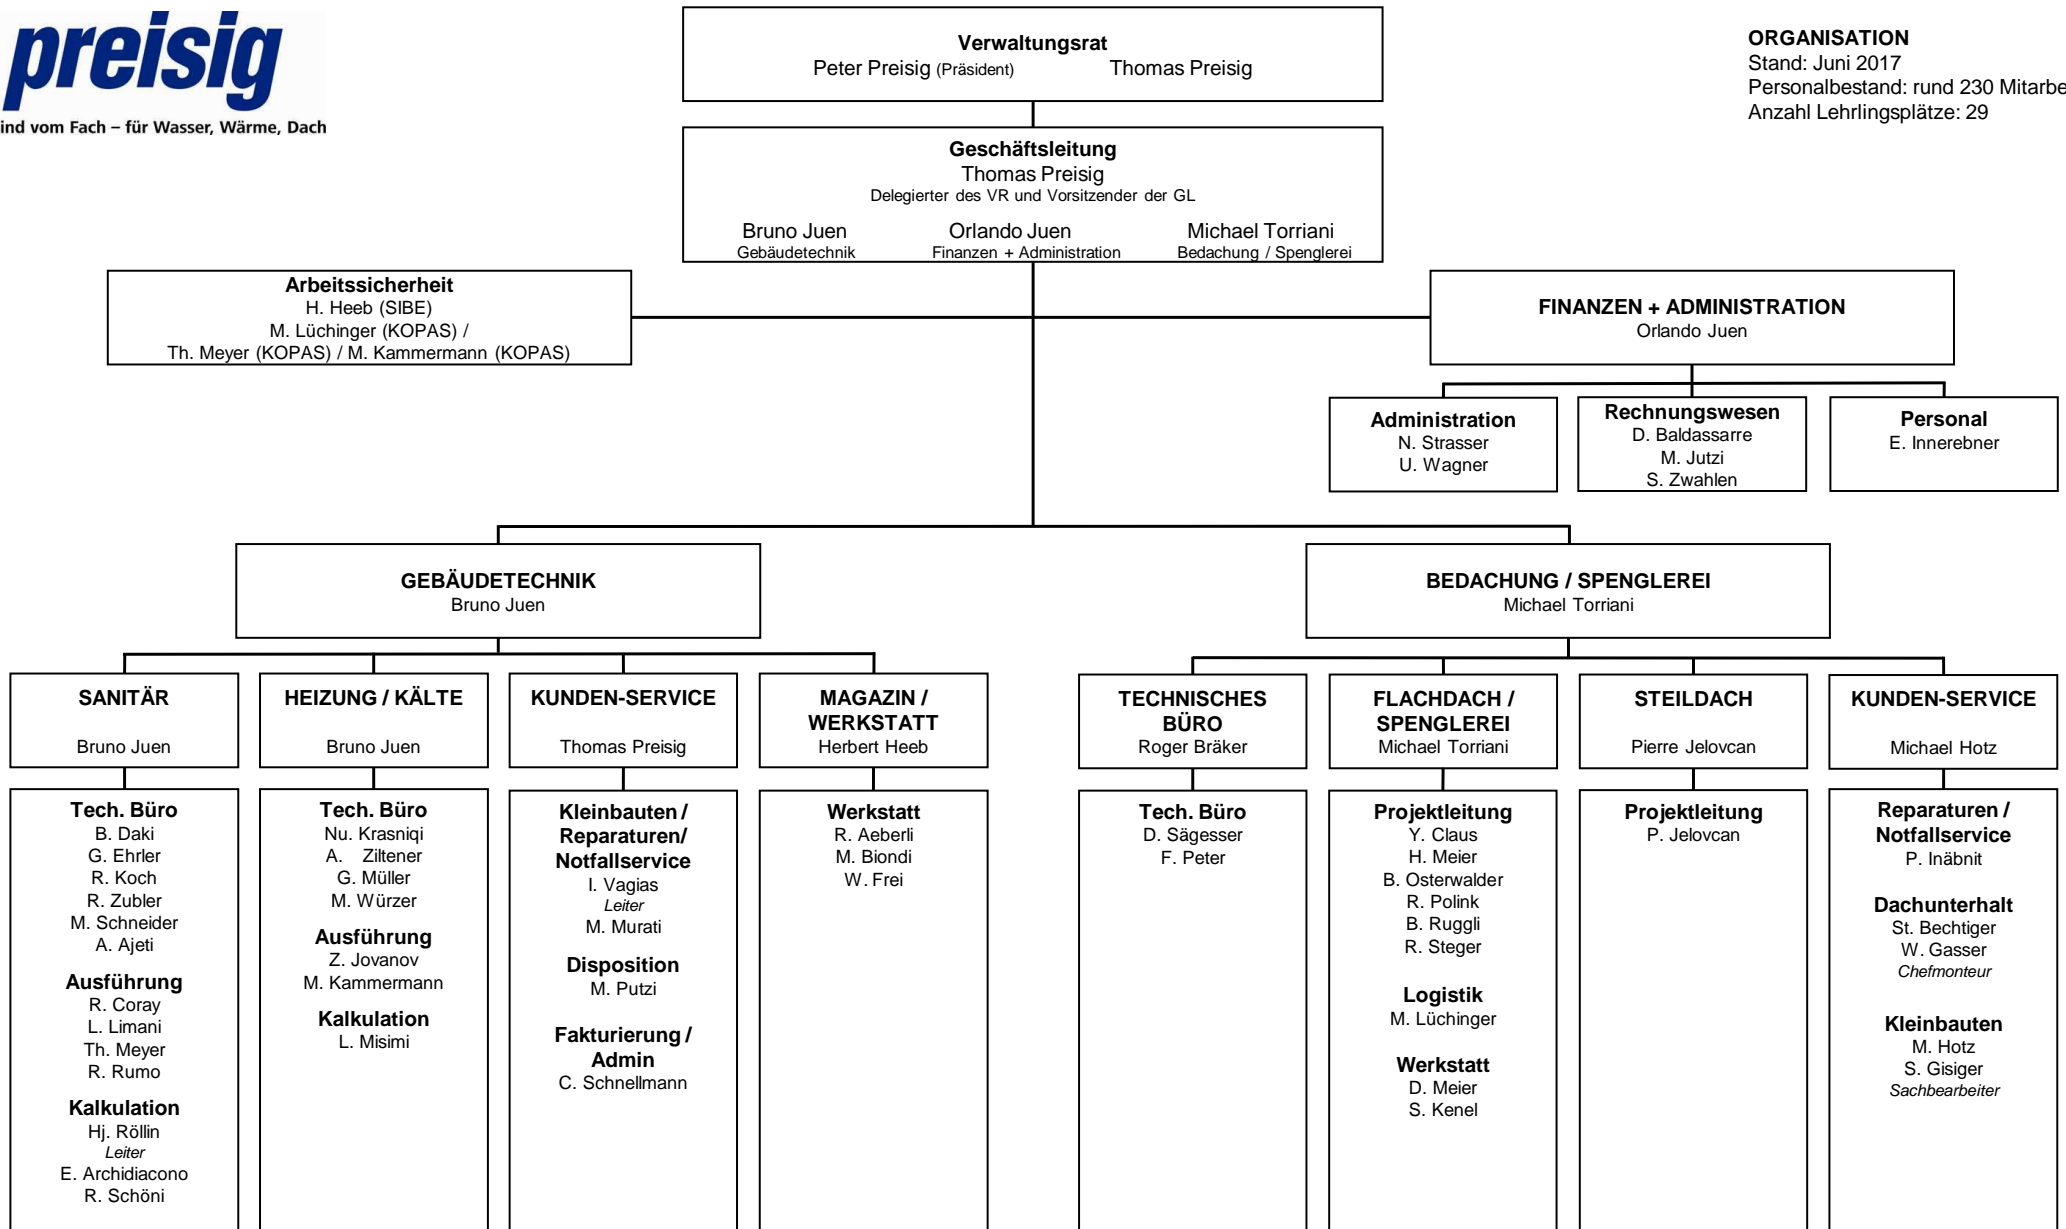 preisig
ind vom Fach – für Wasser, Wärme, Dach
Verwaltungsrat
Peter Preisig (Präsident) Thomas Preisig
ORGANISATION
Stand: Juni 2017
Personalbestand: rund 230 Mitarbe
Anzahl Lehrlingsplätze: 29
Geschäftsleitung
Thomas Preisig
Delegierter des VR und Vorsitzender der GL
Bruno Juen Orlando Juen Michael Torriani
Gebäudetechnik Finanzen + Administration Bedachung / Spenglerei
Arbeitssicherheit
H. Heeb (SIBE)
M. Lüchinger (KOPAS) /
Th. Meyer (KOPAS) / M. Kammermann (KOPAS)
FINANZEN + ADMINISTRATION
Orlando Juen
Administration
N. Strasser
U. Wagner
Rechnungswesen
D. Baldassarre
M. Jutzi
S. Zwahlen
Personal
E. Innerebner
GEBÄUDETECHNIK
Bruno Juen
BEDACHUNG / SPENGLEREI
Michael Torriani
SANITÄR
Bruno Juen
HEIZUNG / KÄLTE
Bruno Juen
KUNDEN-SERVICE
Thomas Preisig
MAGAZIN /
WERKSTATT
Herbert Heeb
TECHNISCHES
BÜRO
Roger Bräker
FLACHDACH /
SPENGLEREI
Michael Torriani
STEILDACH
Pierre Jelovcan
KUNDEN-SERVICE
Michael Hotz
Tech. Büro
B. Daki
G. Ehrler
R. Koch
R. Zubler
M. Schneider
A. Ajeti
Ausführung
R. Coray
L. Limani
Th. Meyer
R. Rumo
Kalkulation
Hj. Röllin
Leiter
E. Archidiacono
R. Schöni
Tech. Büro
Nu. Krasniqi
A. Ziltener
G. Müller
M. Würzer
Ausführung
Z. Jovanov
M. Kammermann
Kalkulation
L. Misimi
Kleinbauten /
Reparaturen/
Notfallservice
I. Vagias
Leiter
M. Murati
Disposition
M. Putzi
Fakturierung /
Admin
C. Schnellmann
Werkstatt
R. Aeberli
M. Biondi
W. Frei
Tech. Büro
D. Sägesser
F. Peter
Projektleitung
Y. Claus
H. Meier
B. Osterwalder
R. Polink
B. Ruggli
R. Steger
Logistik
M. Lüchinger
Werkstatt
D. Meier
S. Kenel
Projektleitung
P. Jelovcan
Reparaturen /
Notfallservice
P. Inäbnit
Dachunterhalt
St. Bechtiger
W. Gasser
Chefmonteur
Kleinbauten
M. Hotz
S. Gisiger
Sachbearbeiter